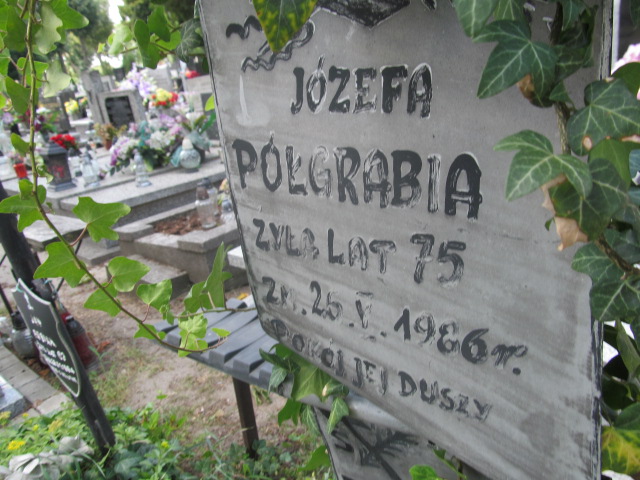 JÓZEFA
PÓŁGRABIA
ŻYŁA LAT 75
ZM. 25.V. 1986 r.
POKÓJ JEJ DUSZY